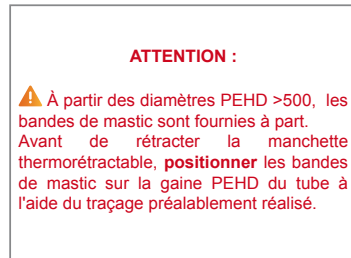 ATTENTION :
À partir des diamètres PEHD >500, les
bandes de mastic sont fournies à part.
Avant de rétracter la manchette
thermorétractable, positionner les bandes
de mastic sur la gaine PEHD du tube à
l'aide du traçage préalablement réalisé.